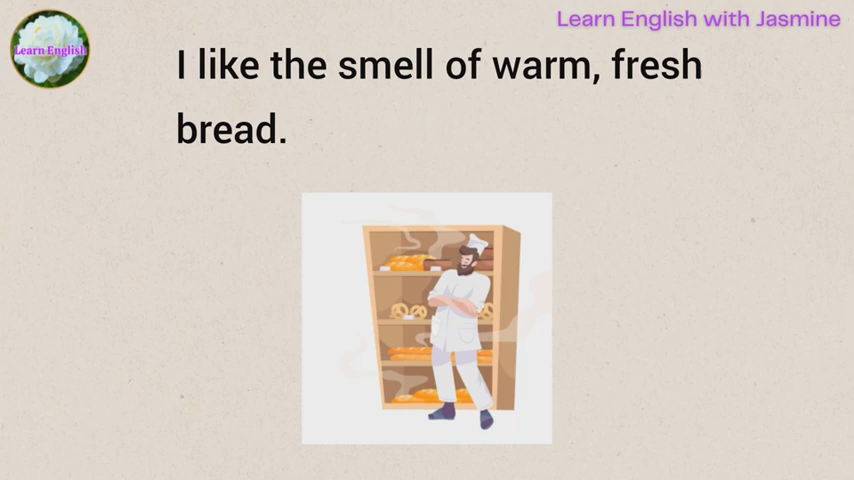 Learn English with Jasmine
Learn English
I like the smell of warm, fresh
bread.